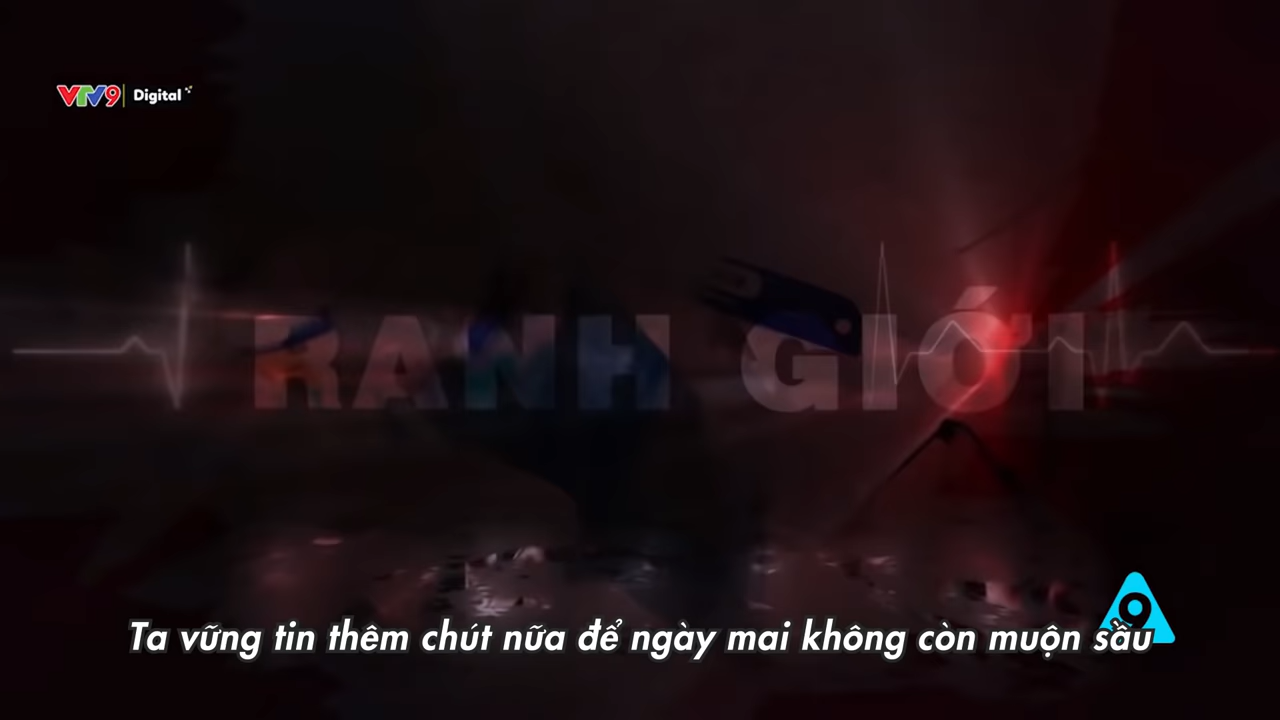 VTV9 Digital
RANH GIỚI
Ta vững tin thêm chút nữa để ngày mai không còn muộn sầu